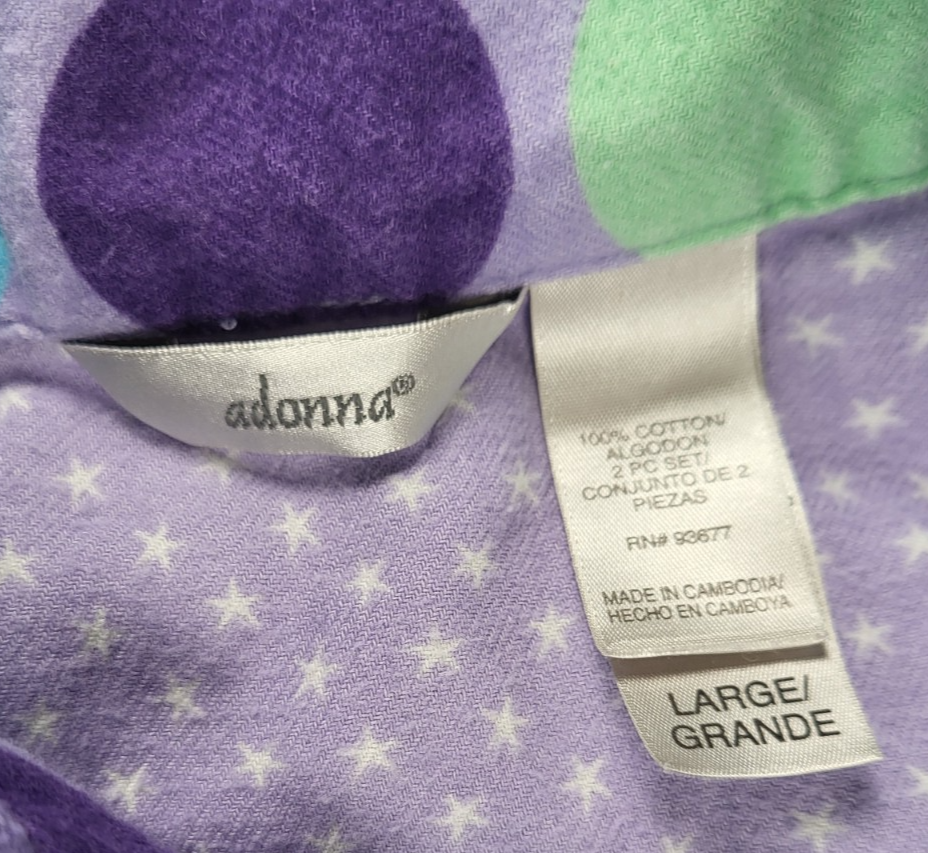 adonna®
100% COTTON/
ALGODON
2 PC SET/
CONJUNTO DE 2
PIEZAS
RN# 93677
MADE IN CAMBODIA/
HECHO EN CAMBOYA
LARGE/
GRANDE